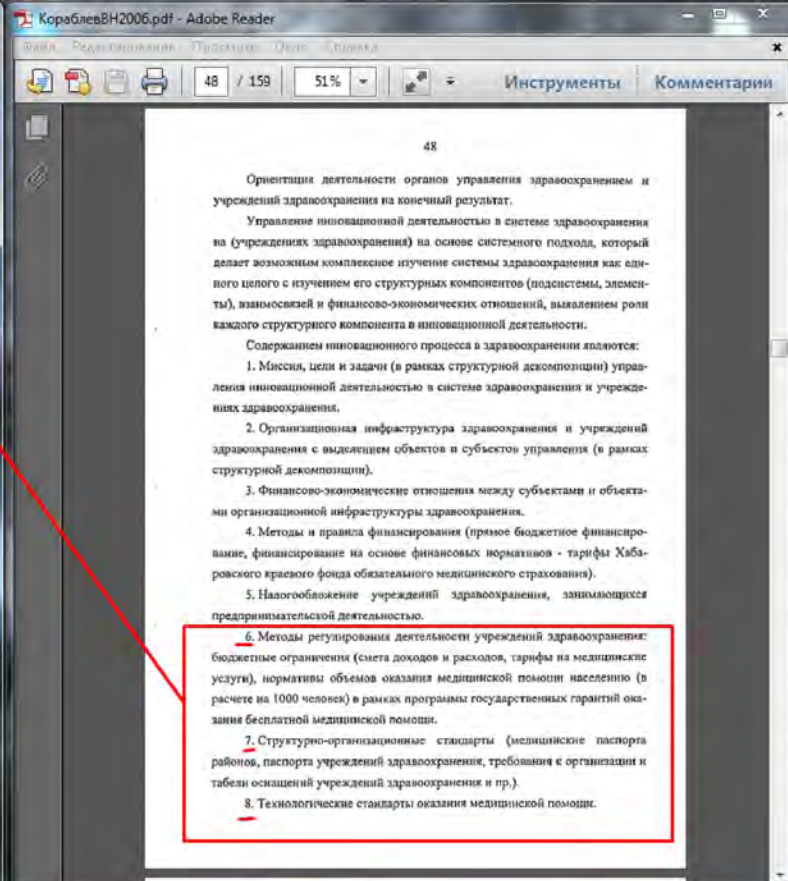 КораблевВН2006.pdf - Adobe Reader
Файл Редактирование Просмотр Окно Справка
48 / 159 51% Инструменты Комментарии
48
Ориентация деятельности органов управления здравоохранением и
учреждений здравоохранения на конечный результат.
Управление инновационной деятельностью в системе здравоохранения
на (учреждениях здравоохранения) на основе системного подхода, который
делает возможным комплексное изучение системы здравоохранения как еди-
ного целого с изучением его структурных компонентов (подсистемы, элемен-
ты), взаимосвязей и финансово-экономических отношений, выявлением роли
каждого структурного компонента в инновационной деятельности.
Содержанием инновационного процесса в здравоохранении являются:
1. Миссия, цели и задачи (в рамках структурной декомпозиции) управ-
ления инновационной деятельностью в системе здравоохранения и учрежде-
ниях здравоохранения.
2. Организационная инфраструктура здравоохранения и учреждений
здравоохранения с выделением объектов и субъектов управления (в рамках
структурной декомпозиции).
3. Финансово-экономические отношения между субъектами и объекта-
ми организационной инфраструктуры здравоохранения.
4. Методы и правила финансирования (прямое бюджетное финансиро-
вание, финансирование на основе финансовых нормативов - тарифы Хаба-
ровского краевого фонда обязательного медицинского страхования).
5. Налогообложение учреждений здравоохранения, занимающихся
предпринимательской деятельностью.
6. Методы регулирования деятельности учреждений здравоохранения:
бюджетные ограничения (смета доходов и расходов, тарифы на медицинские
услуги), нормативы объемов оказания медицинской помощи населению (в
расчете на 1000 человек) в рамках программы государственных гарантий ока-
зания бесплатной медицинской помощи.
7. Структурно-организационные стандарты (медицинские паспорта
районов, паспорта учреждений здравоохранения, требования к организации и
табели оснащений учреждений здравоохранения и пр.).
8. Технологические стандарты оказания медицинской помощи.